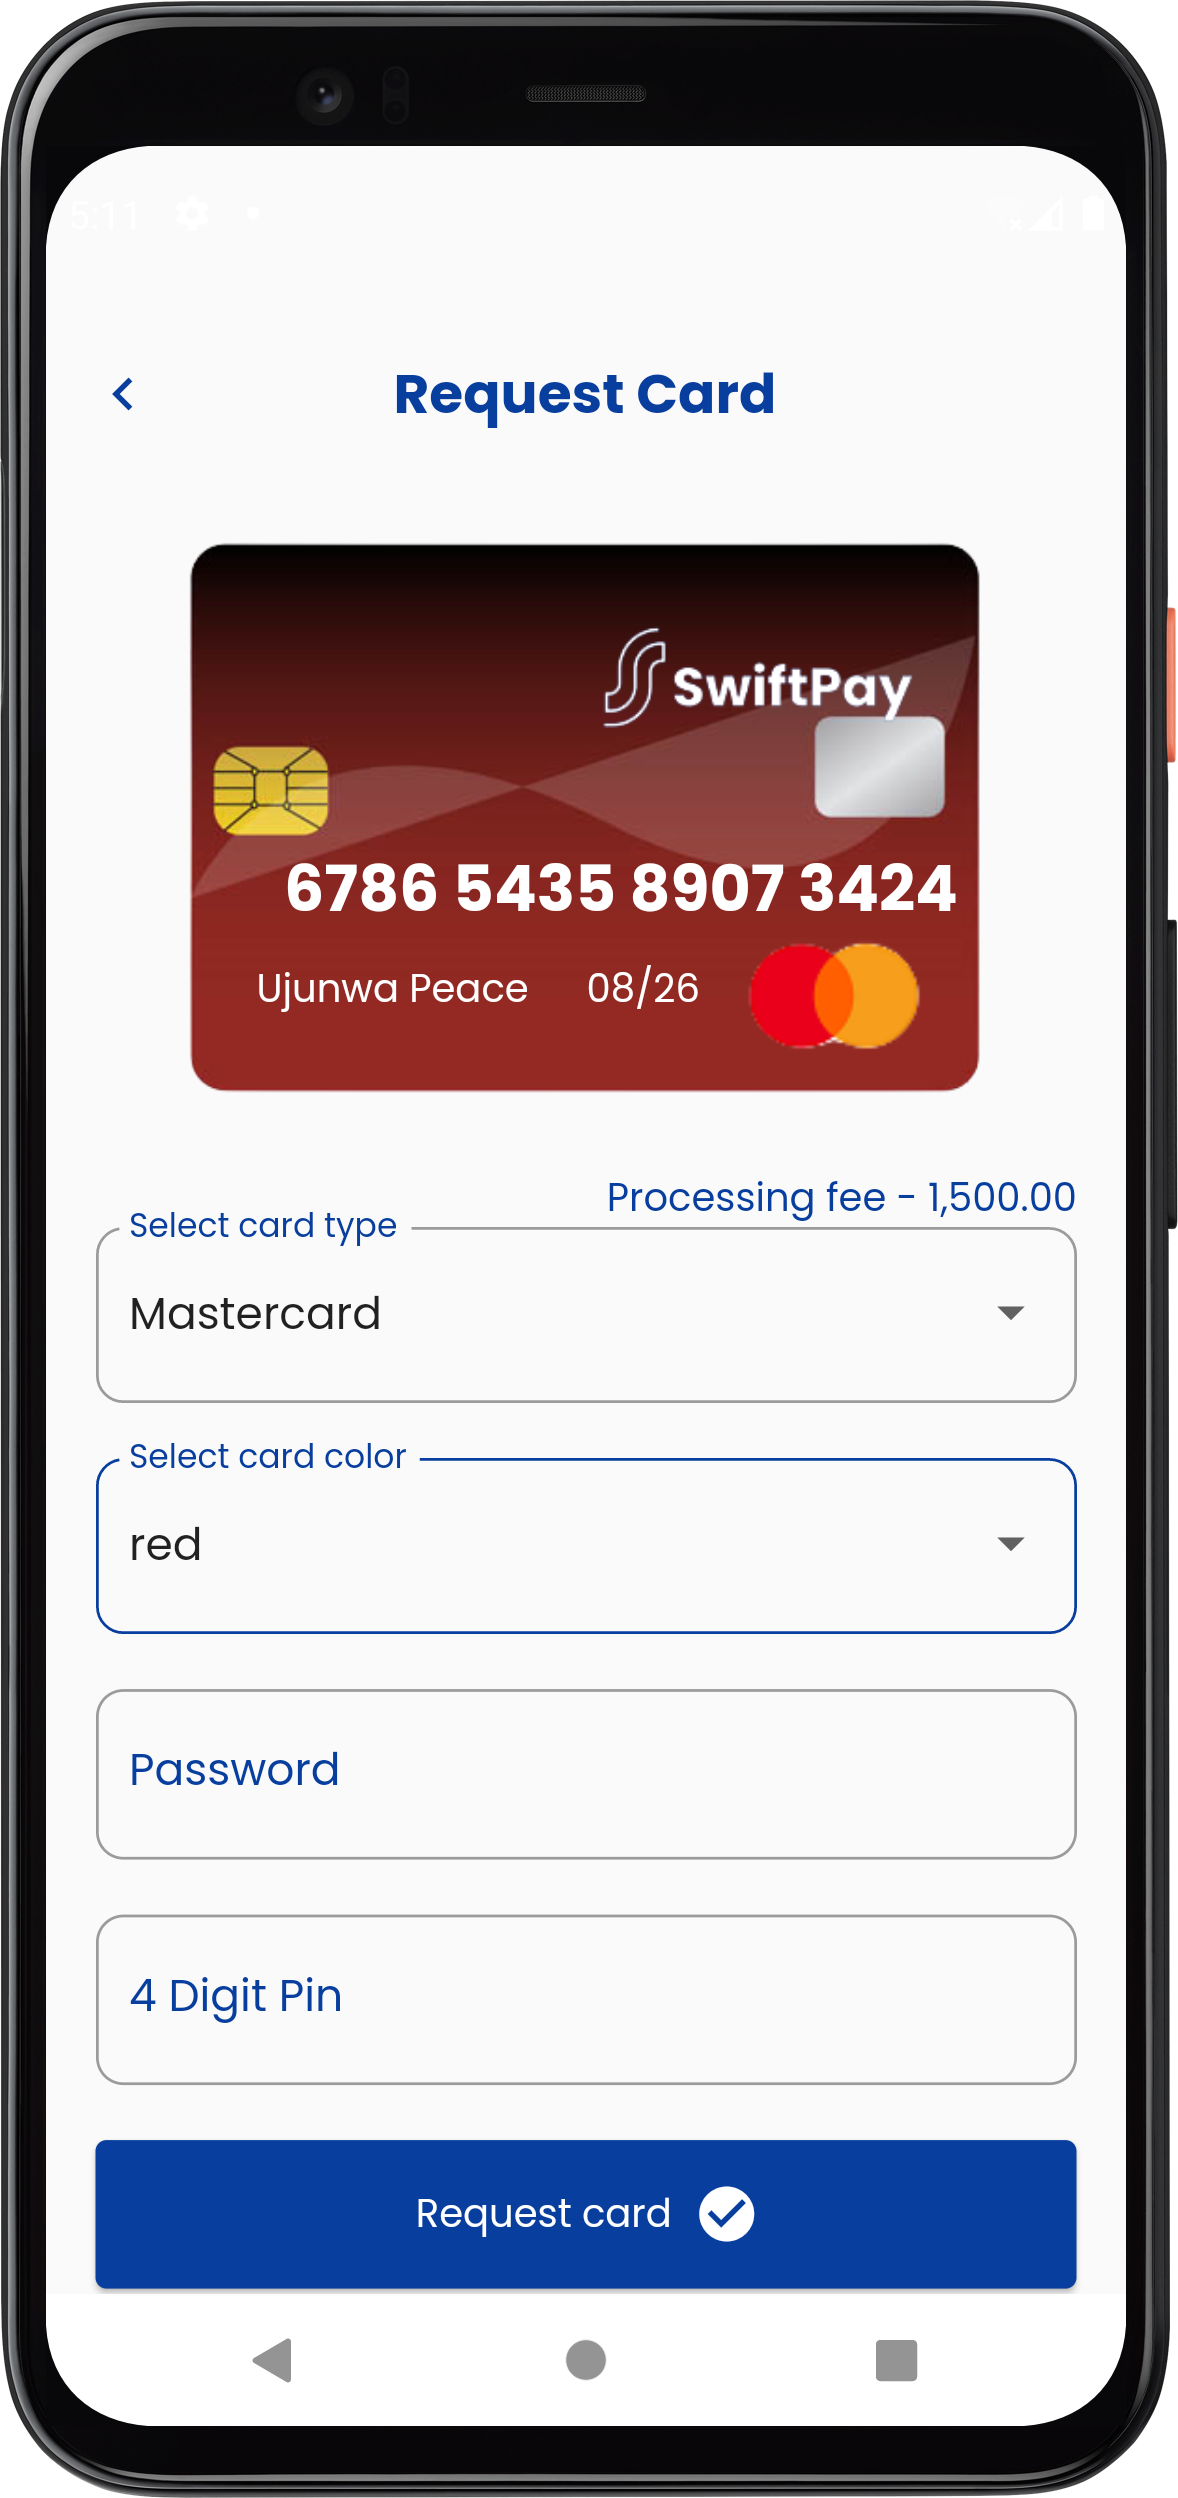 5:11
Request Card
SwiftPay
6786 5435 8907 3424
Ujunwa Peace 08/26
Processing fee - 1,500.00
Select card type
Mastercard
Select card color
red
Password
4 Digit Pin
Request card